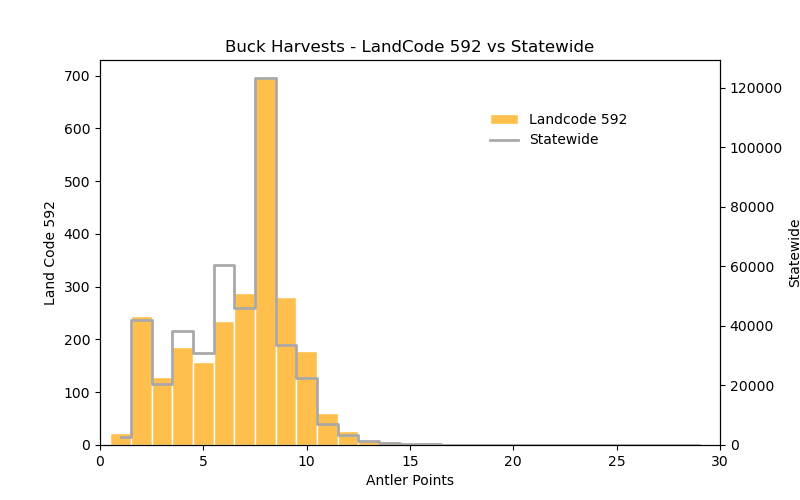 Buck Harvests - LandCode 592 vs Statewide
Landcode 592
Statewide
Land Code 592
700
600
500
400
300
200
100
0
120000
100000
80000
60000
40000
20000
0
Statewide
0 5 10 15 20 25 30
Antler Points